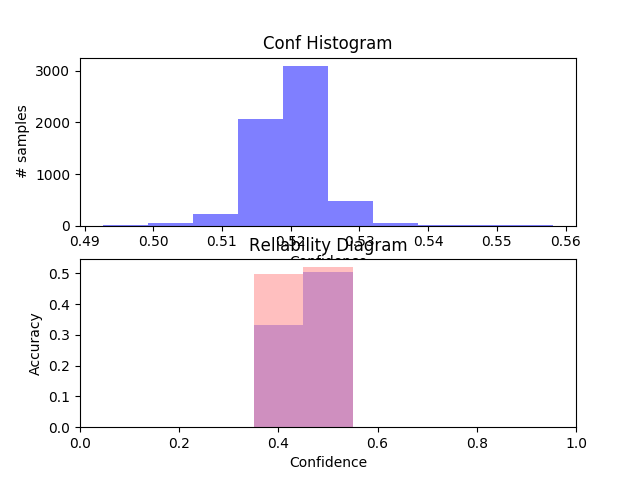 Conf Histogram
3000
2000
1000
0
# samples
0.49 0.50 0.51 0.52 0.53 0.54 0.55 0.56
Confidence
Reliability Diagram
0.5
0.4
0.3
0.2
0.1
0.0
Accuracy
0.0 0.2 0.4 0.6 0.8 1.0
Confidence